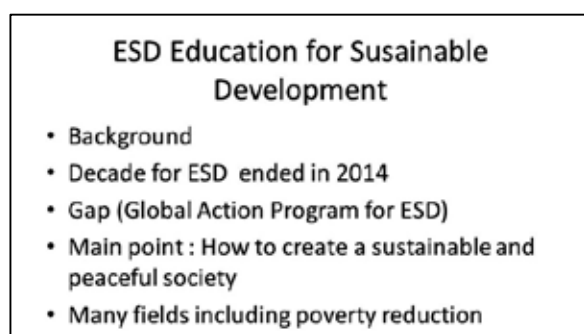 ESD Education for Susainable
Development
• Background
• Decade for ESD ended in 2014
• Gap (Global Action Program for ESD)
• Main point : How to create a sustainable and
peaceful society
• Many fields including poverty reduction